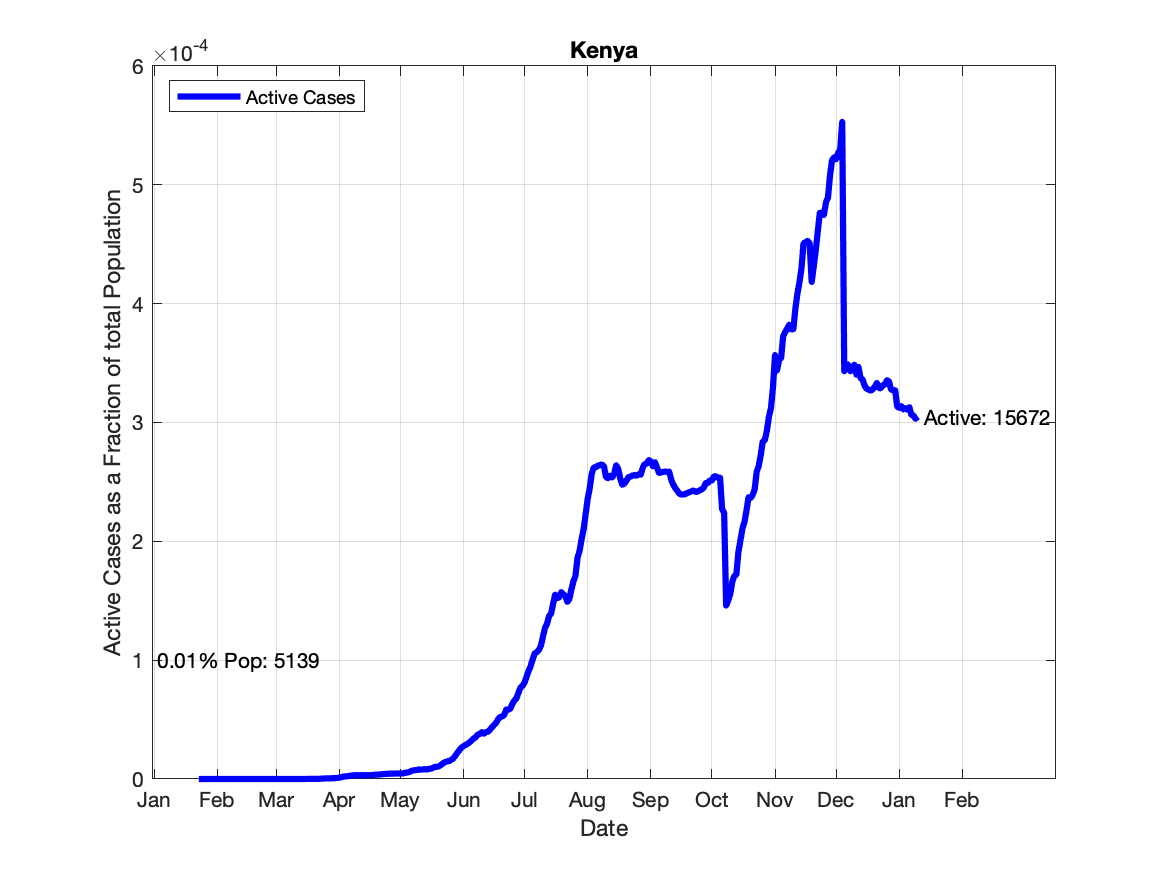 Kenya
×10-4
Active Cases
6
5
4
3
2
1
0
Active Cases as a Fraction of total Population
Active: 15672
0.01% Pop: 5139
Jan Feb Mar Apr May Jun Jul Aug Sep Oct Nov Dec Jan Feb
Date